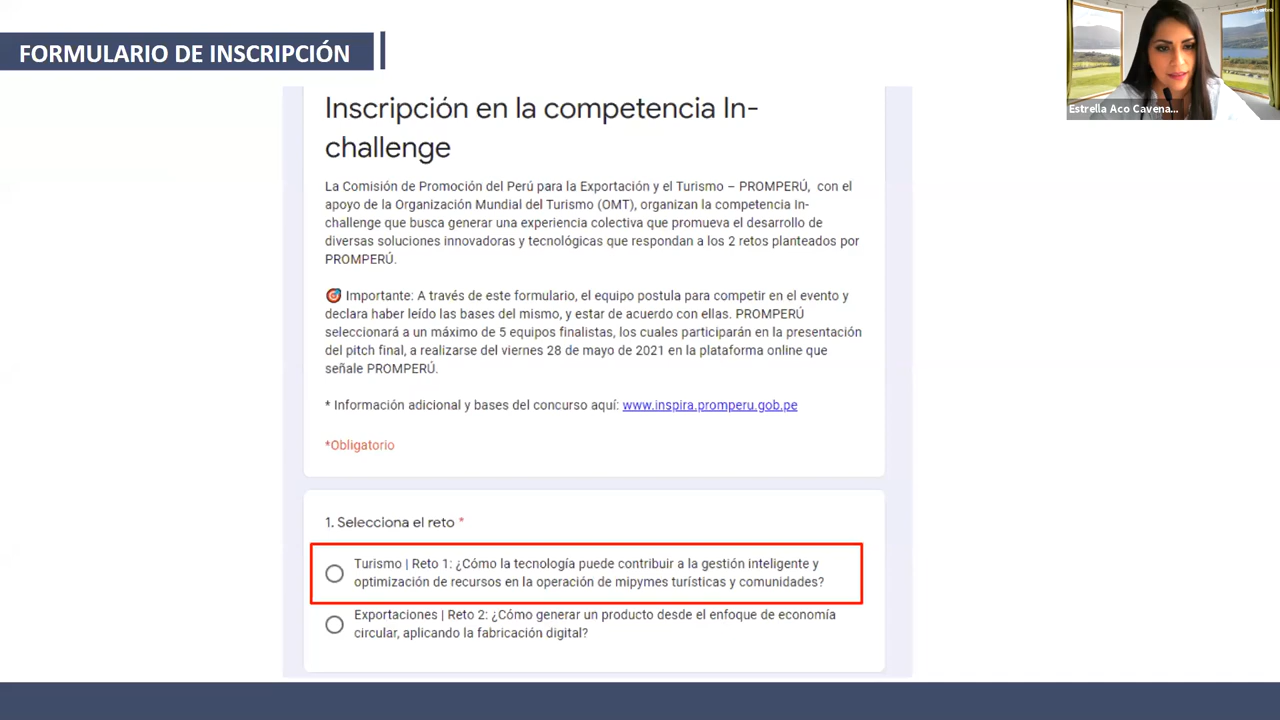 FORMULARIO DE INSCRIPCIÓN
Estrella Aco Cavena...
Inscripción en la competencia In-
challenge
La Comisión de Promoción del Perú para la Exportación y el Turismo – PROMPERÚ, con el
apoyo de la Organización Mundial del Turismo (OMT), organizan la competencia In-
challenge que busca generar una experiencia colectiva que promueva el desarrollo de
diversas soluciones innovadoras y tecnológicas que respondan a los 2 retos planteados por
PROMPERÚ.
Importante: A través de este formulario, el equipo postula para competir en el evento y
declara haber leído las bases del mismo, y estar de acuerdo con ellas. PROMPERÚ
seleccionará a un máximo de 5 equipos finalistas, los cuales participarán en la presentación
del pitch final, a realizarse del viernes 28 de mayo de 2021 en la plataforma online que
señale PROMPERÚ.
* Información adicional y bases del concurso aquí: www.inspira.promperu.gob.pe
*Obligatorio
1. Selecciona el reto *
Turismo | Reto 1: ¿Cómo la tecnología puede contribuir a la gestión inteligente y
optimización de recursos en la operación de mipymes turísticas y comunidades?
Exportaciones | Reto 2: ¿Cómo generar un producto desde el enfoque de economía
circular, aplicando la fabricación digital?